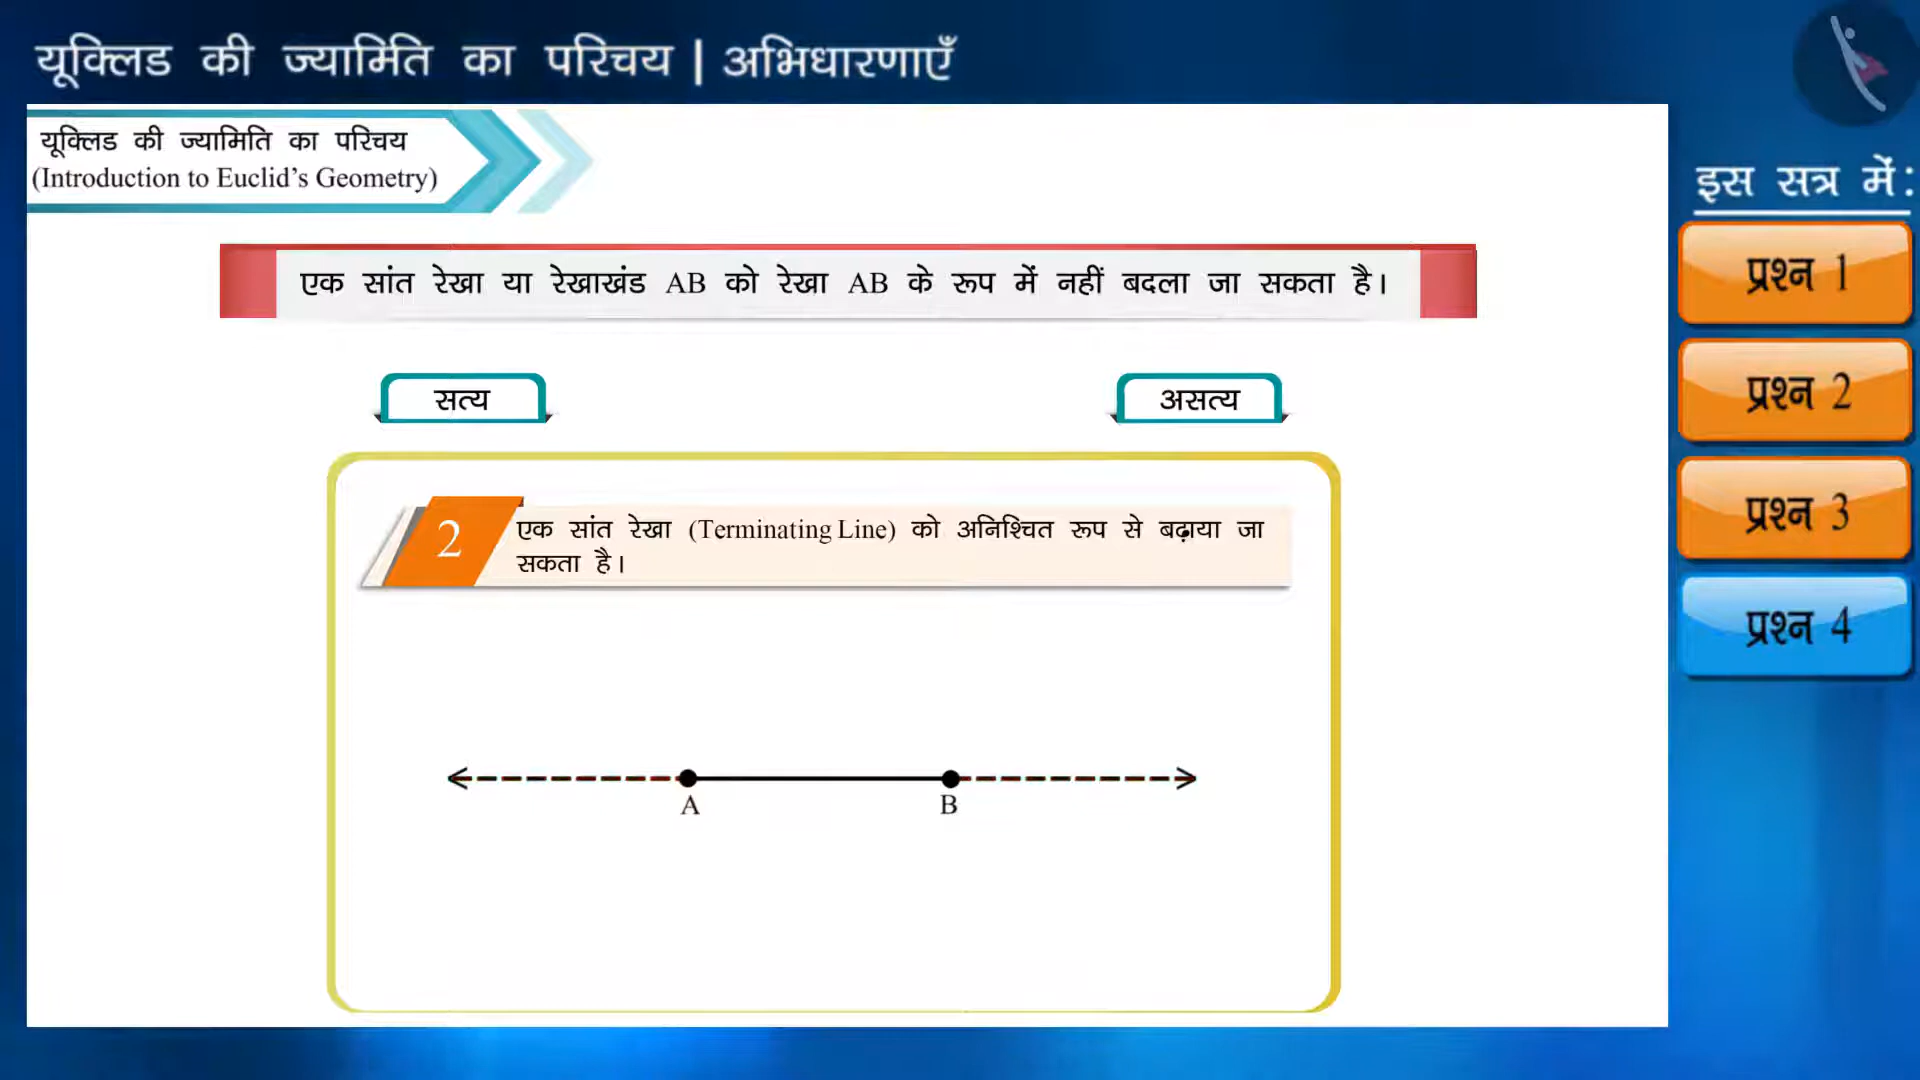 यूक्लिड की ज्यामिति का परिचय | अभिधारणाएँ
यूक्लिड की ज्यामिति का परिचय
(Introduction to Euclid’s Geometry)
इस सत्र में:
एक सांत रेखा या रेखाखंड AB को रेखा AB के रूप में नहीं बदला जा सकता है।
प्रश्न 1
प्रश्न 2
प्रश्न 3
प्रश्न 4
सत्य
असत्य
2
एक सांत रेखा (Terminating Line) को अनिश्चित रूप से बढ़ाया जा
सकता है।
A
B